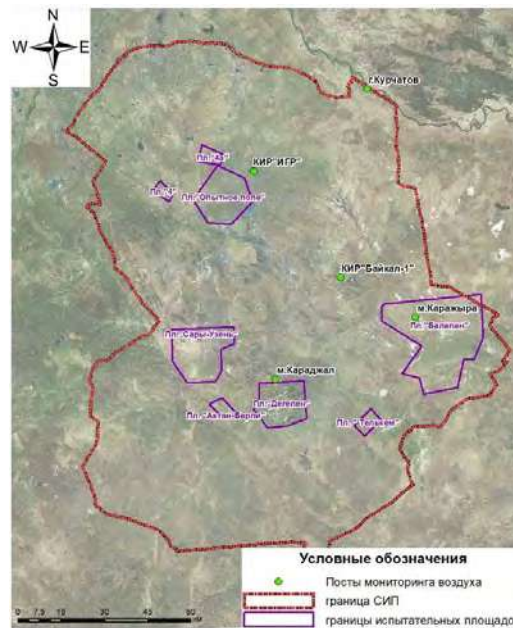 N
W E
S
г.Курчатов
Пл."4а"
КИР"ИГР"
Пл."4"
Пл."Опытное поле"
КИР"Байкал-1"
м.Каражыра
Пл."Балапан"
Пл."Сары-Узень"
м.Караджал
Пл."Дегелен"
Пл."Актан-Берли"
Пл."Телькем"
Условные обозначения
Посты мониторинга воздуха
граница СИП
границы испытательных площадо
0 7,5 15 30 45 60